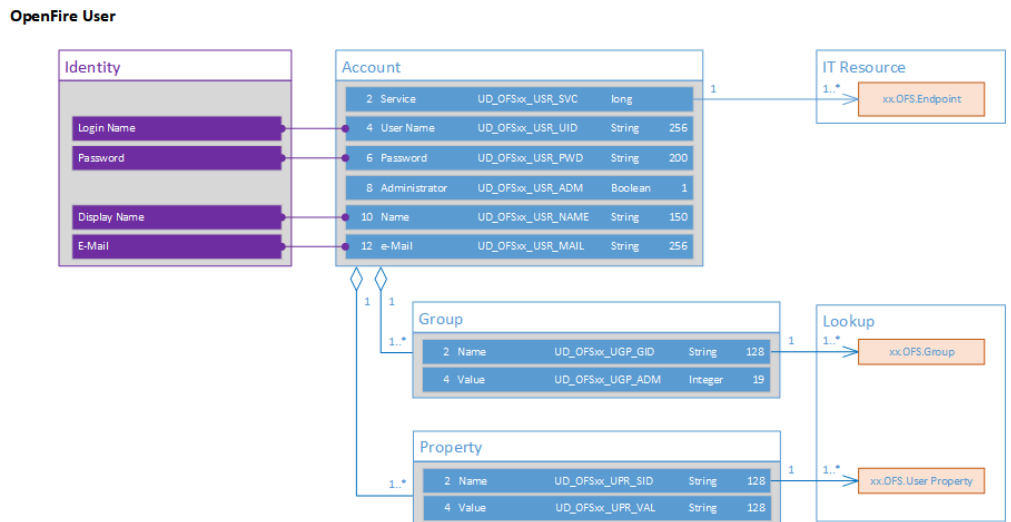 OpenFire User
Identity
Account
IT Resource
2 Service UD_OFSxx_USR_SVC long
1
1..*
xx.OFS.Endpoint
Login Name
4 User Name UD_OFSxx_USR_UID String 256
Password
6 Password UD_OFSxx_USR_PWD String 200
8 Administrator UD_OFSxx_USR_ADM Boolean 1
Display Name
10 Name UD_OFSxx_USR_NAME String 150
E-Mail
12 e-Mail UD_OFSxx_USR_MAIL String 256
1 1
Group
Lookup
1..*
2 Name UD_OFSxx_UGP_GID String 128
1
1..*
xx.OFS.Group
4 Value UD_OFSxx_UGP_ADM Integer 19
Property
1..*
2 Name UD_OFSxx_UPR_SID String 128
1
1..*
xx.OFS.User Property
4 Value UD_OFSxx_UPR_VAL String 128